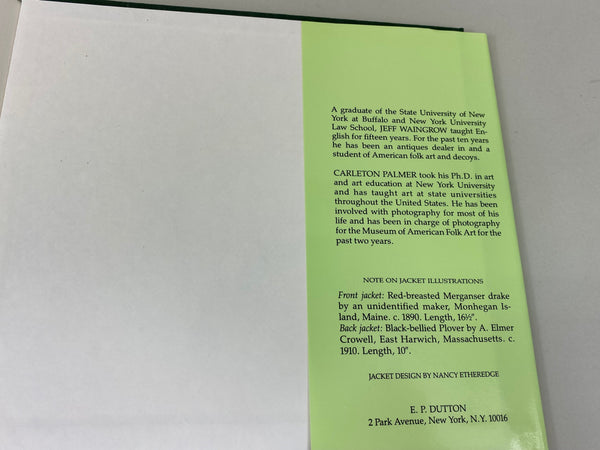 A graduate of the State University of New
York at Buffalo and New York University
Law School, JEFF WAINGROW taught En-
glish for fifteen years. For the past ten years
he has been an antiques dealer in and a
student of American folk art and decoys.
CARLETON PALMER took his Ph.D. in art
and art education at New York University
and has taught art at state universities
throughout the United States. He has been
involved with photography for most of his
life and has been in charge of photography
for the Museum of American Folk Art for the
past two years.
NOTE ON JACKET ILLUSTRATIONS
Front jacket: Red-breasted Merganser drake
by an unidentified maker, Monhegan Is-
land, Maine. c. 1890. Length, 16½".
Back jacket: Black-bellied Plover by A. Elmer
Crowell, East Harwich, Massachusetts. c.
1910. Length, 10".
JACKET DESIGN BY NANCY ETHEREDGE
E. P. DUTTON
2 Park Avenue, New York, N.Y. 10016